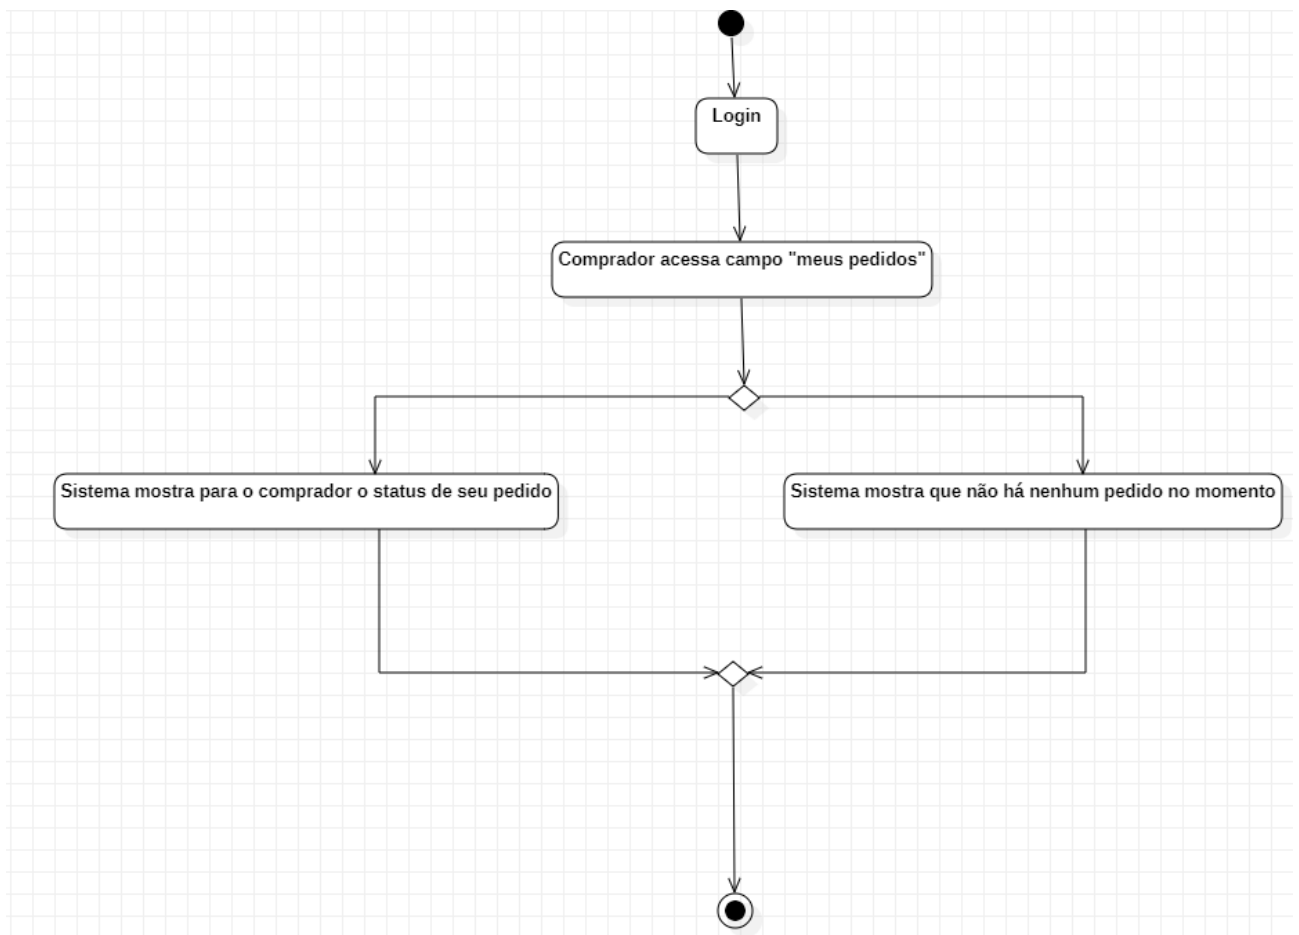 Login
Comprador acessa campo "meus pedidos"
Sistema mostra para o comprador o status de seu pedido
Sistema mostra que não há nenhum pedido no momento